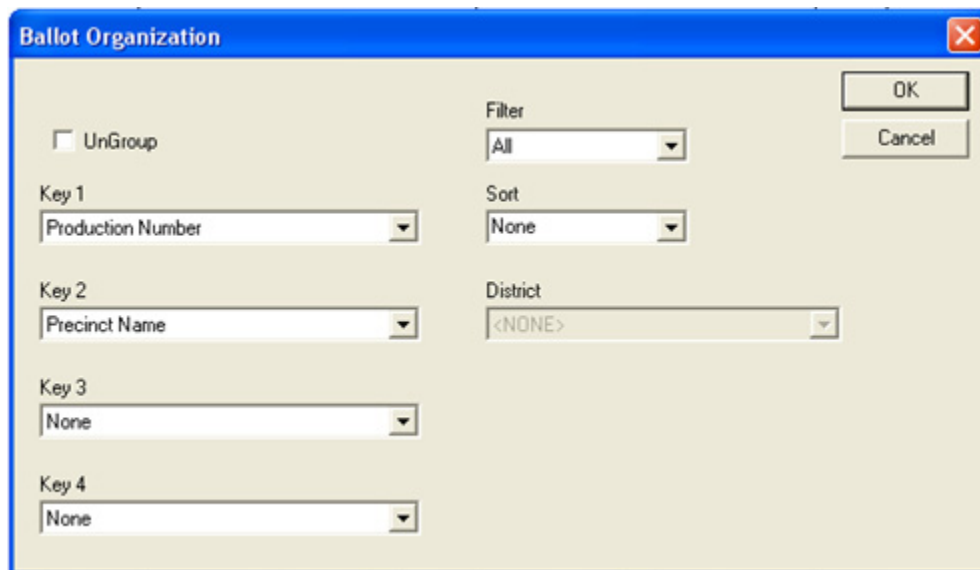 Ballot Organization
OK
Cancel
UnGroup
Filter
All
Key 1
Production Number
Sort
None
Key 2
Precinct Name
District
<NONE>
Key 3
None
Key 4
None